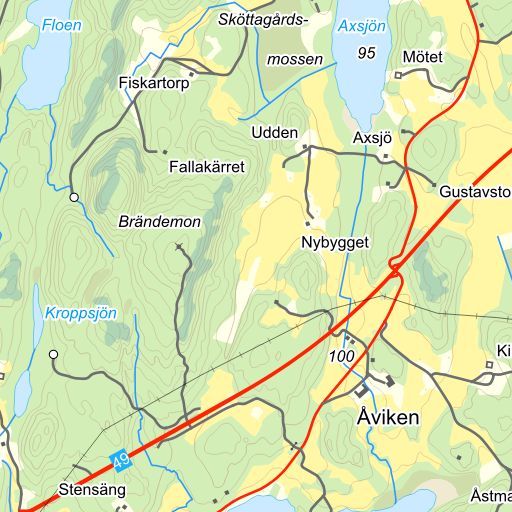 Floen
Sköttagårds-
mossen
Axsjön
95
Mötet
Fiskartorp
Udden
Axsjö
Fallakärret
Gustavsto
Brändemon
Nybygget
Kroppsjön
100
Ki
Åviken
49
Stensäng
Åstma